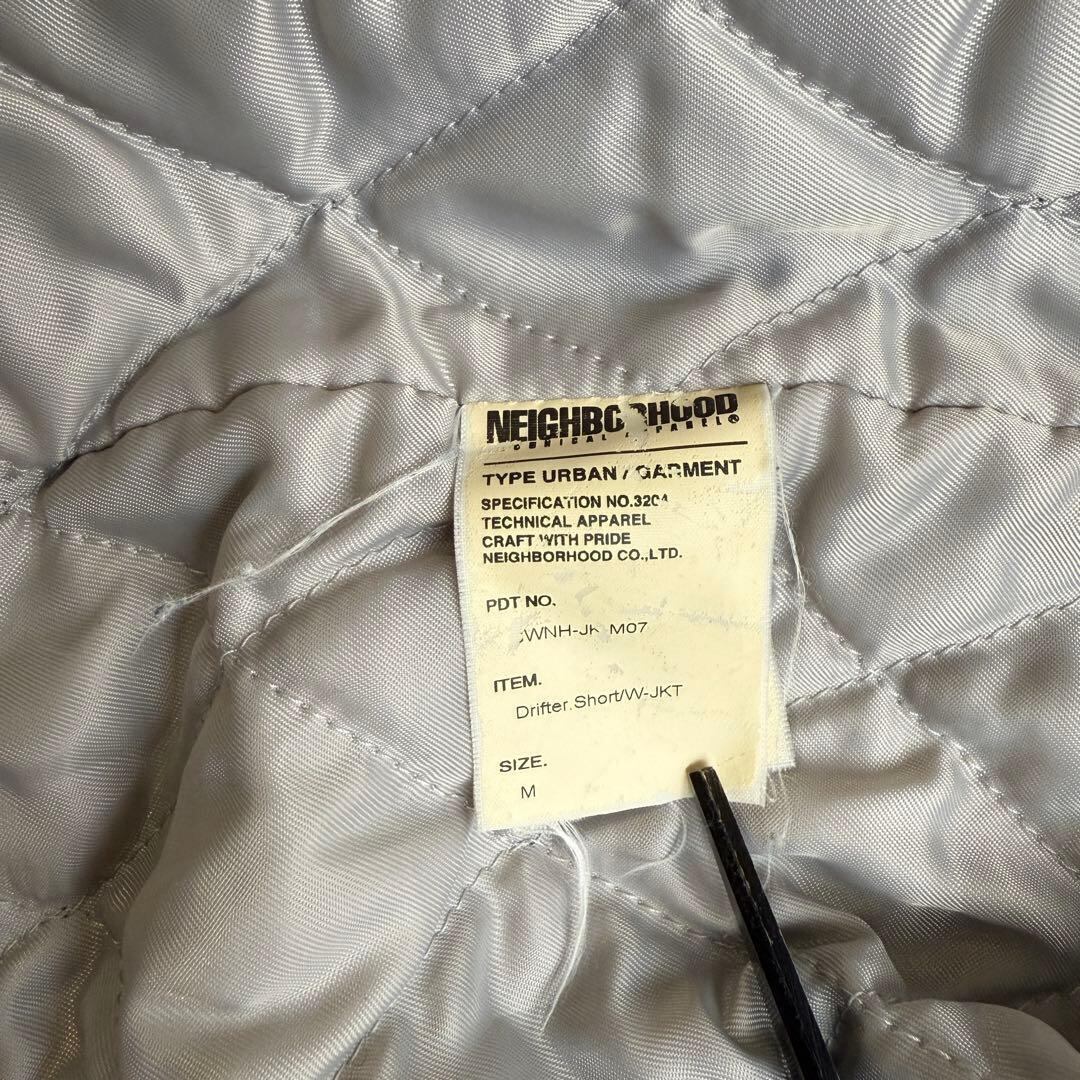 NEIGHBORHOOD
TYPE URBAN / GARMENT
SPECIFICATION NO.3204
TECHNICAL APPAREL
CRAFT WITH PRIDE
NEIGHBORHOOD CO.,LTD.
PDT NO.
WNH-JK M07
ITEM.
Drifter.Short/W-JKT
SIZE.
M